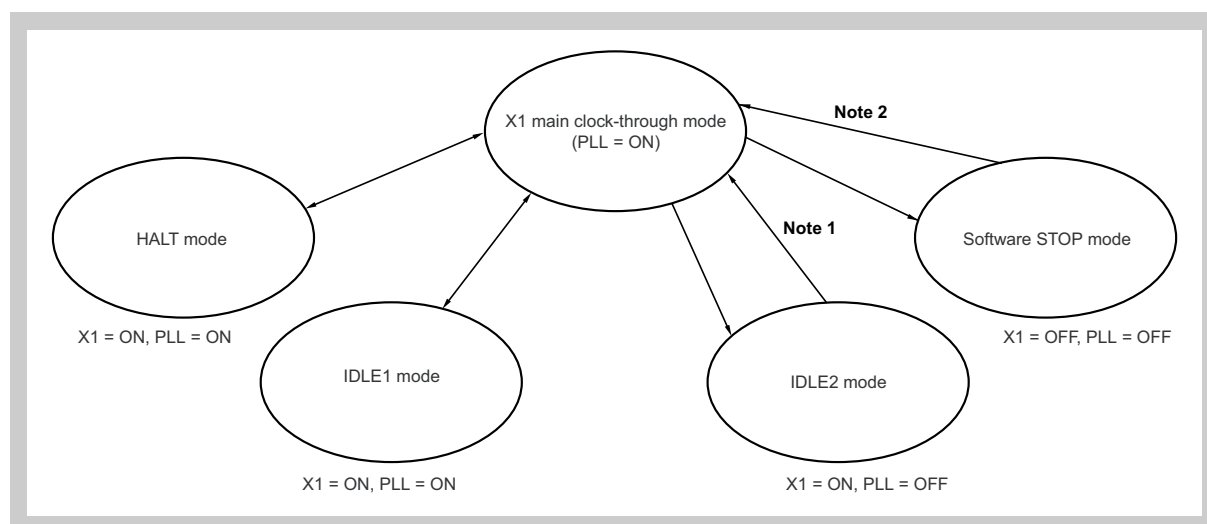 X1 main clock-through mode
(PLL = ON)
Note 2
HALT mode
Note 1
Software STOP mode
X1 = ON, PLL = ON
X1 = OFF, PLL = OFF
IDLE1 mode
IDLE2 mode
X1 = ON, PLL = ON
X1 = ON, PLL = OFF